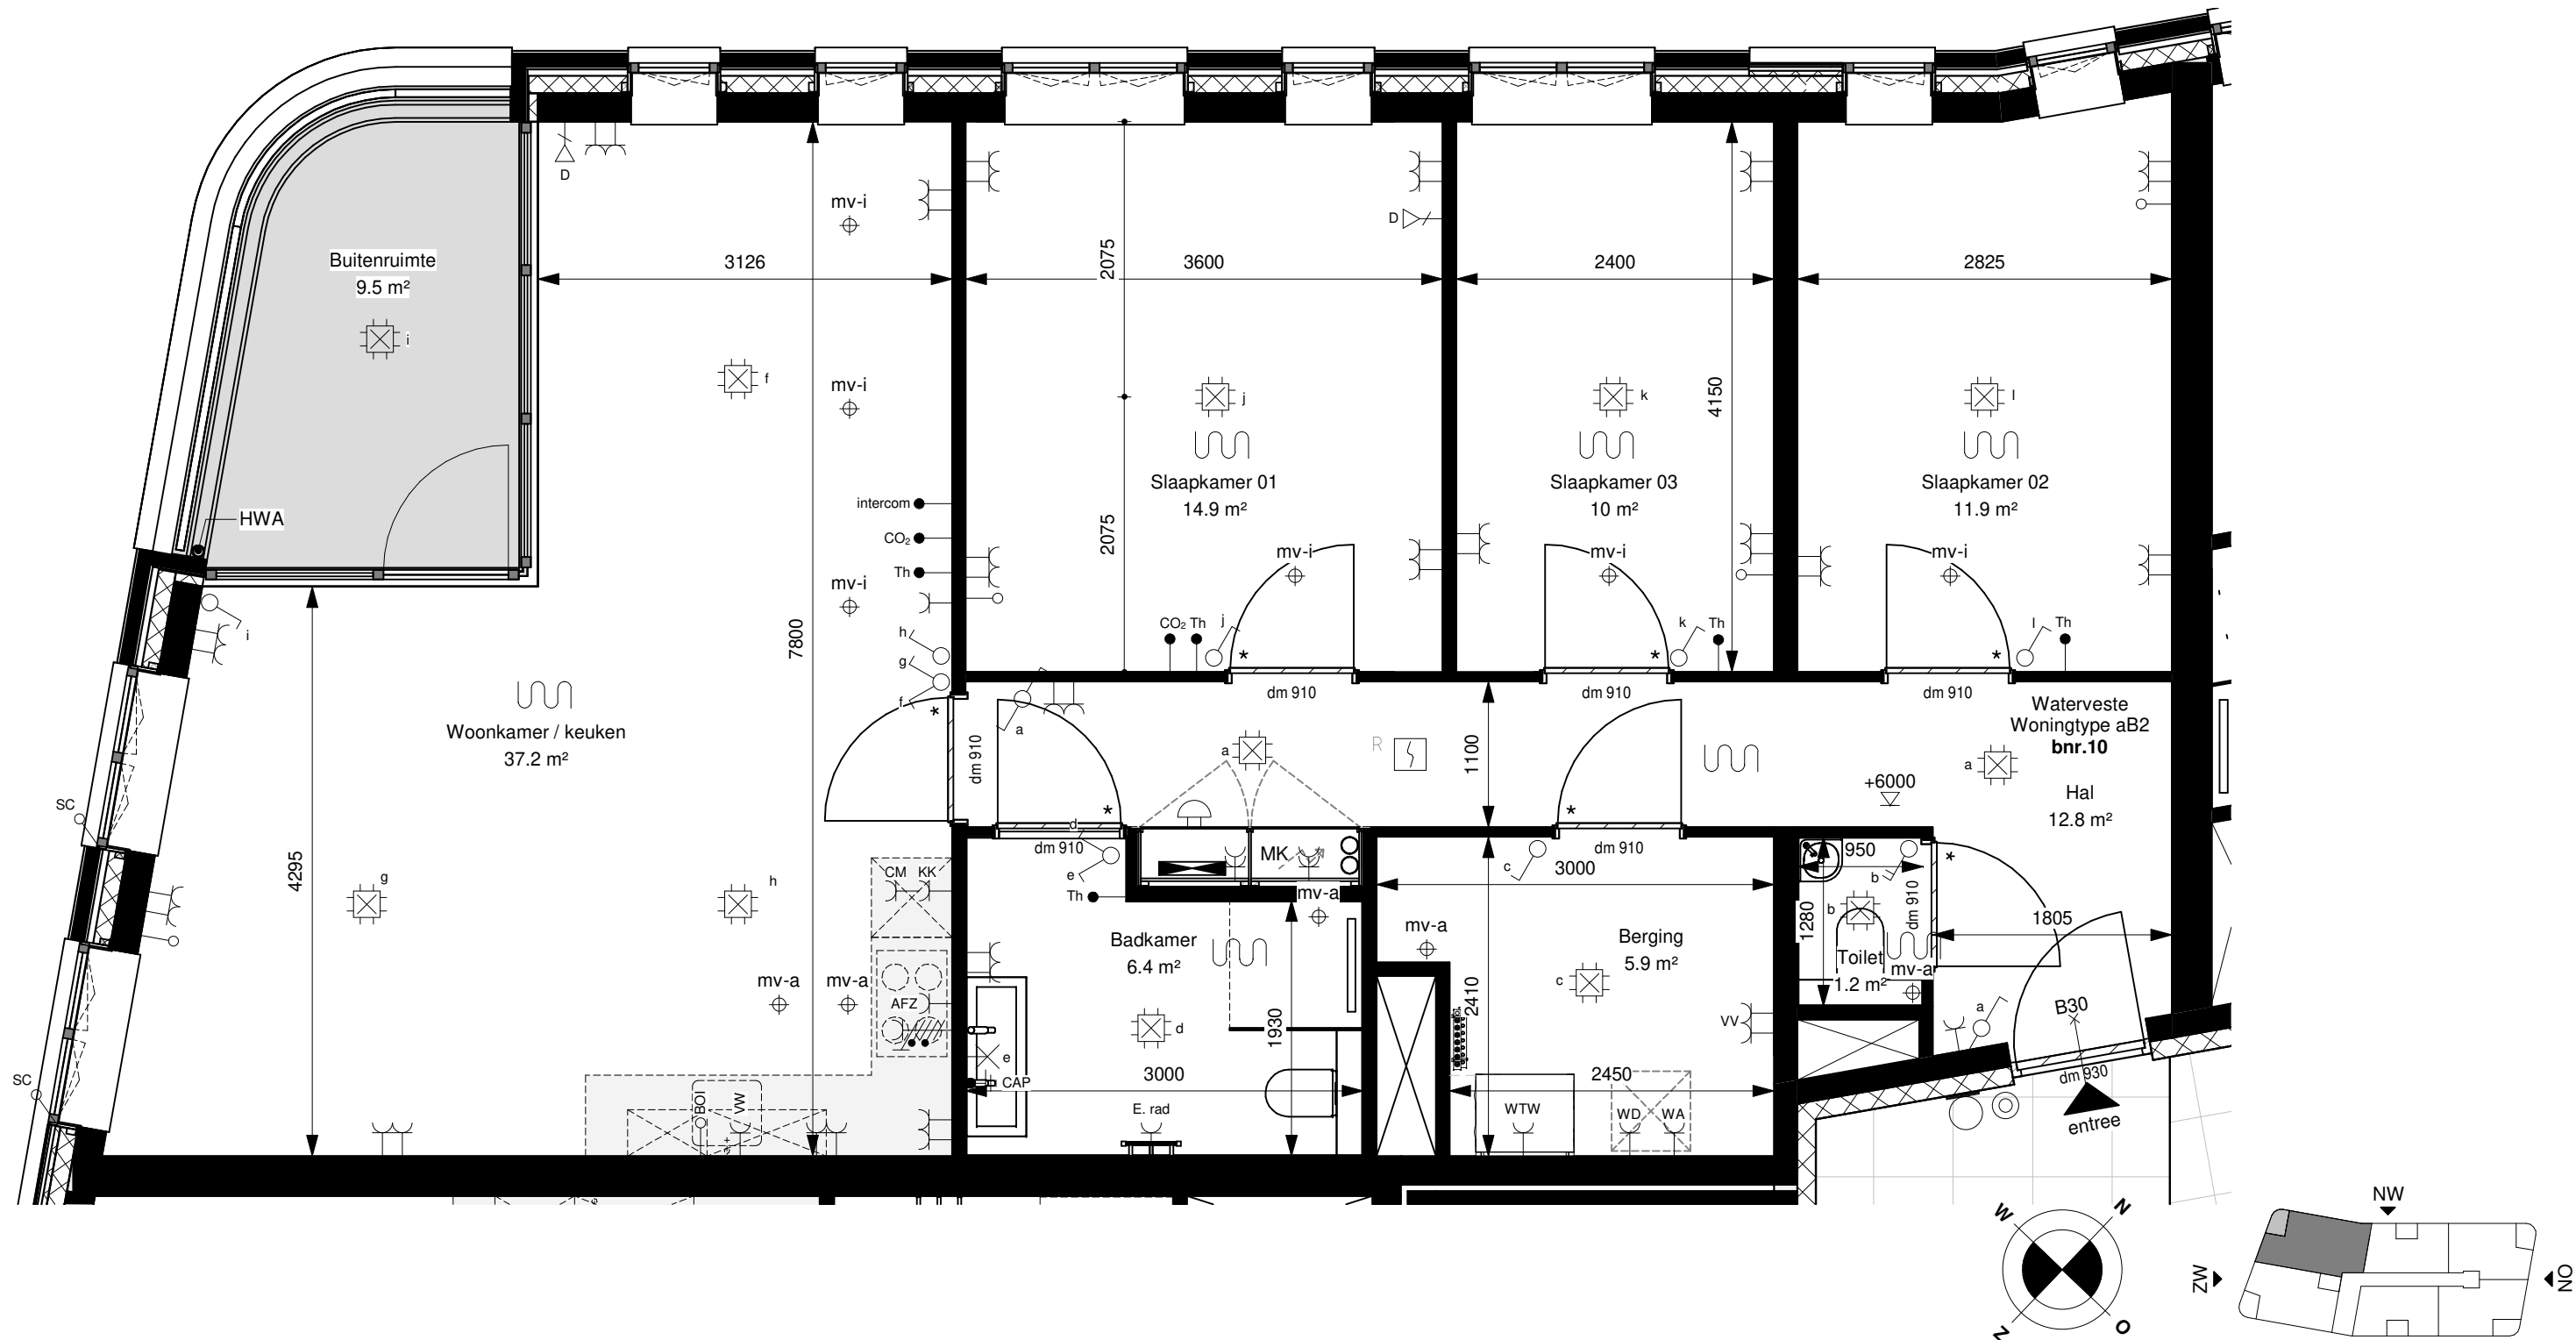 D
mv-i
D
Buitenruimte
9.5 m²
i
3126
2075
3600
2400
2825
f
mv-i
j
4150
k
l
Slaapkamer 01
14.9 m²
Slaapkamer 03
10 m²
Slaapkamer 02
11.9 m²
HWA
intercom
CO₂
Th
2075
mv-i
mv-i
mv-i
mv-i
i
7800
h
g
f
CO₂ Th
j
k
Th
l
Th
*
*
*
*
dm 910
dm 910
dm 910
Woonkamer / keuken
37.2 m²
a
dm 910
a
R
1100
Waterveste
Woningtype aB2
bnr.10
a
+6000
Hal
12.8 m²
SC
*
*
*
d
dm 910
MK
dm 910
950
4295
g
h
CM
KK
e
Th
mv-a
c
3000
b
b
dm 910
1280
1805
Badkamer
6.4 m²
mv-a
Berging
5.9 m²
Toilet
1.2 m²
mv-a
mv-a
mv-a
AFZ
c
2410
1930
d
e
VV
a
B30
CAP
3000
2450
SC
BOI
VW
E. rad
WTW
WD
WA
dm 930
entree
W
N
Z
O
NW
ZW
NO